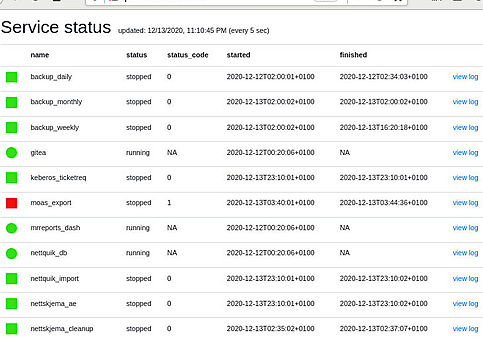 Service status updated: 12/13/2020, 11:10:45 PM (every 5 sec)
name status status_code started finished
backup_daily stopped 0 2020-12-12T02:00:01+0100 2020-12-12T02:34:03+0100 view log
backup_monthly stopped 0 2020-12-13T02:00:02+0100 2020-12-13T02:00:02+0100 view log
backup_weekly stopped 0 2020-12-13T02:00:02+0100 2020-12-13T16:20:18+0100 view log
gitea running NA 2020-12-12T00:20:06+0100 NA view log
keberos_ticketreq stopped 0 2020-12-13T23:10:01+0100 2020-12-13T23:10:01+0100 view log
moas_export stopped 1 2020-12-13T03:40:01+0100 2020-12-13T03:44:36+0100 view log
mrreports_dash running NA 2020-12-12T00:20:06+0100 NA view log
nettquik_db running NA 2020-12-12T00:20:06+0100 NA view log
nettquik_import stopped 0 2020-12-13T23:10:01+0100 2020-12-13T23:10:02+0100 view log
nettskjema_ae stopped 0 2020-12-13T23:10:01+0100 2020-12-13T23:10:02+0100 view log
nettskjema_cleanup stopped 0 2020-12-13T02:35:02+0100 2020-12-13T02:37:07+0100 view log